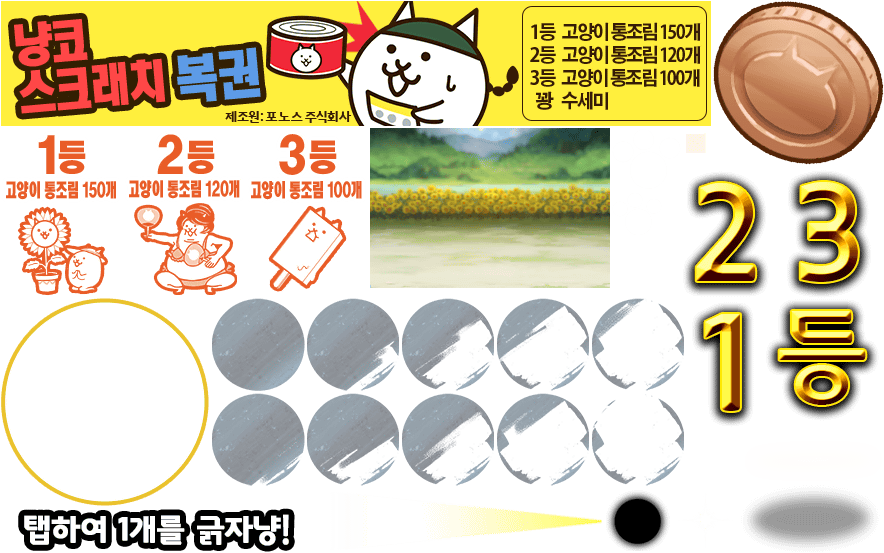 냥코
스크래치 복권
제조원: 포노스 주식회사
1등 고양이 통조림 150개
2등 고양이 통조림 120개
3등 고양이 통조림 100개
꽝 수세미
1등
고양이 통조림 150개
2등
고양이 통조림 120개
3등
고양이 통조림 100개
2 3
1 등
탭하여 1개를 긁자냥!